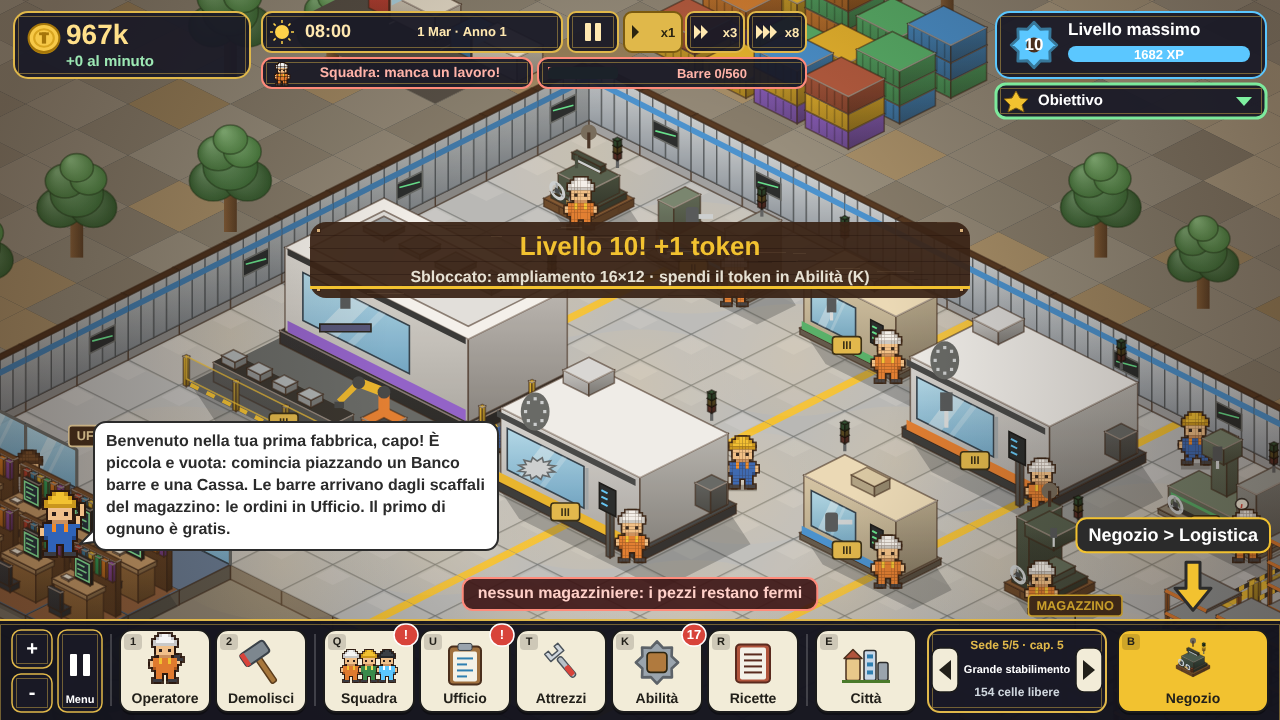 967k
+0 al minuto
08:00
1 Mar · Anno 1
x1
x3
x8
Squadra: manca un lavoro!
Barre 0/560
10
Livello massimo
1682 XP
Obiettivo
Livello 10! +1 token
Sbloccato: ampliamento 16×12 · spendi il token in Abilità (K)
III
III
III
III
UF
Benvenuto nella tua prima fabbrica, capo! È
piccola e vuota: comincia piazzando un Banco
barre e una Cassa. Le barre arrivano dagli scaffali
del magazzino: le ordini in Ufficio. Il primo di
ognuno è gratis.
Negozio > Logistica
nessun magazziniere: i pezzi restano fermi
MAGAZZINO
+
-
Menu
1
Operatore
2
Demolisci
Q
!
Squadra
U
!
Ufficio
T
Attrezzi
K
17
Abilità
R
Ricette
E
Città
Sede 5/5 · cap. 5
Grande stabilimento
154 celle libere
B
Negozio